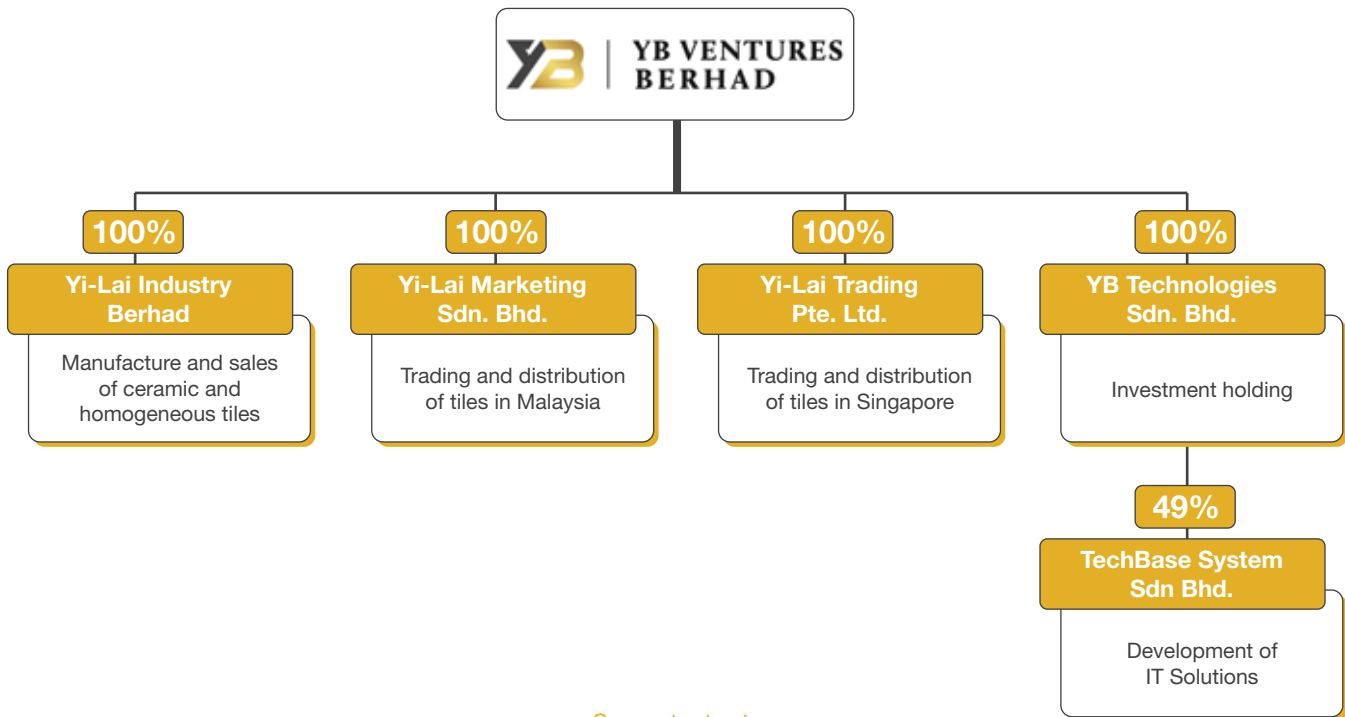 YB
YB VENTURES
BERHAD
100%
Yi-Lai Industry
Berhad
Manufacture and sales
of ceramic and
homogeneous tiles
100%
Yi-Lai Marketing
Sdn. Bhd.
Trading and distribution
of tiles in Malaysia
100%
Yi-Lai Trading
Pte. Ltd.
Trading and distribution
of tiles in Singapore
100%
YB Technologies
Sdn. Bhd.
Investment holding
49%
TechBase System
Sdn Bhd.
Development of
IT Solutions